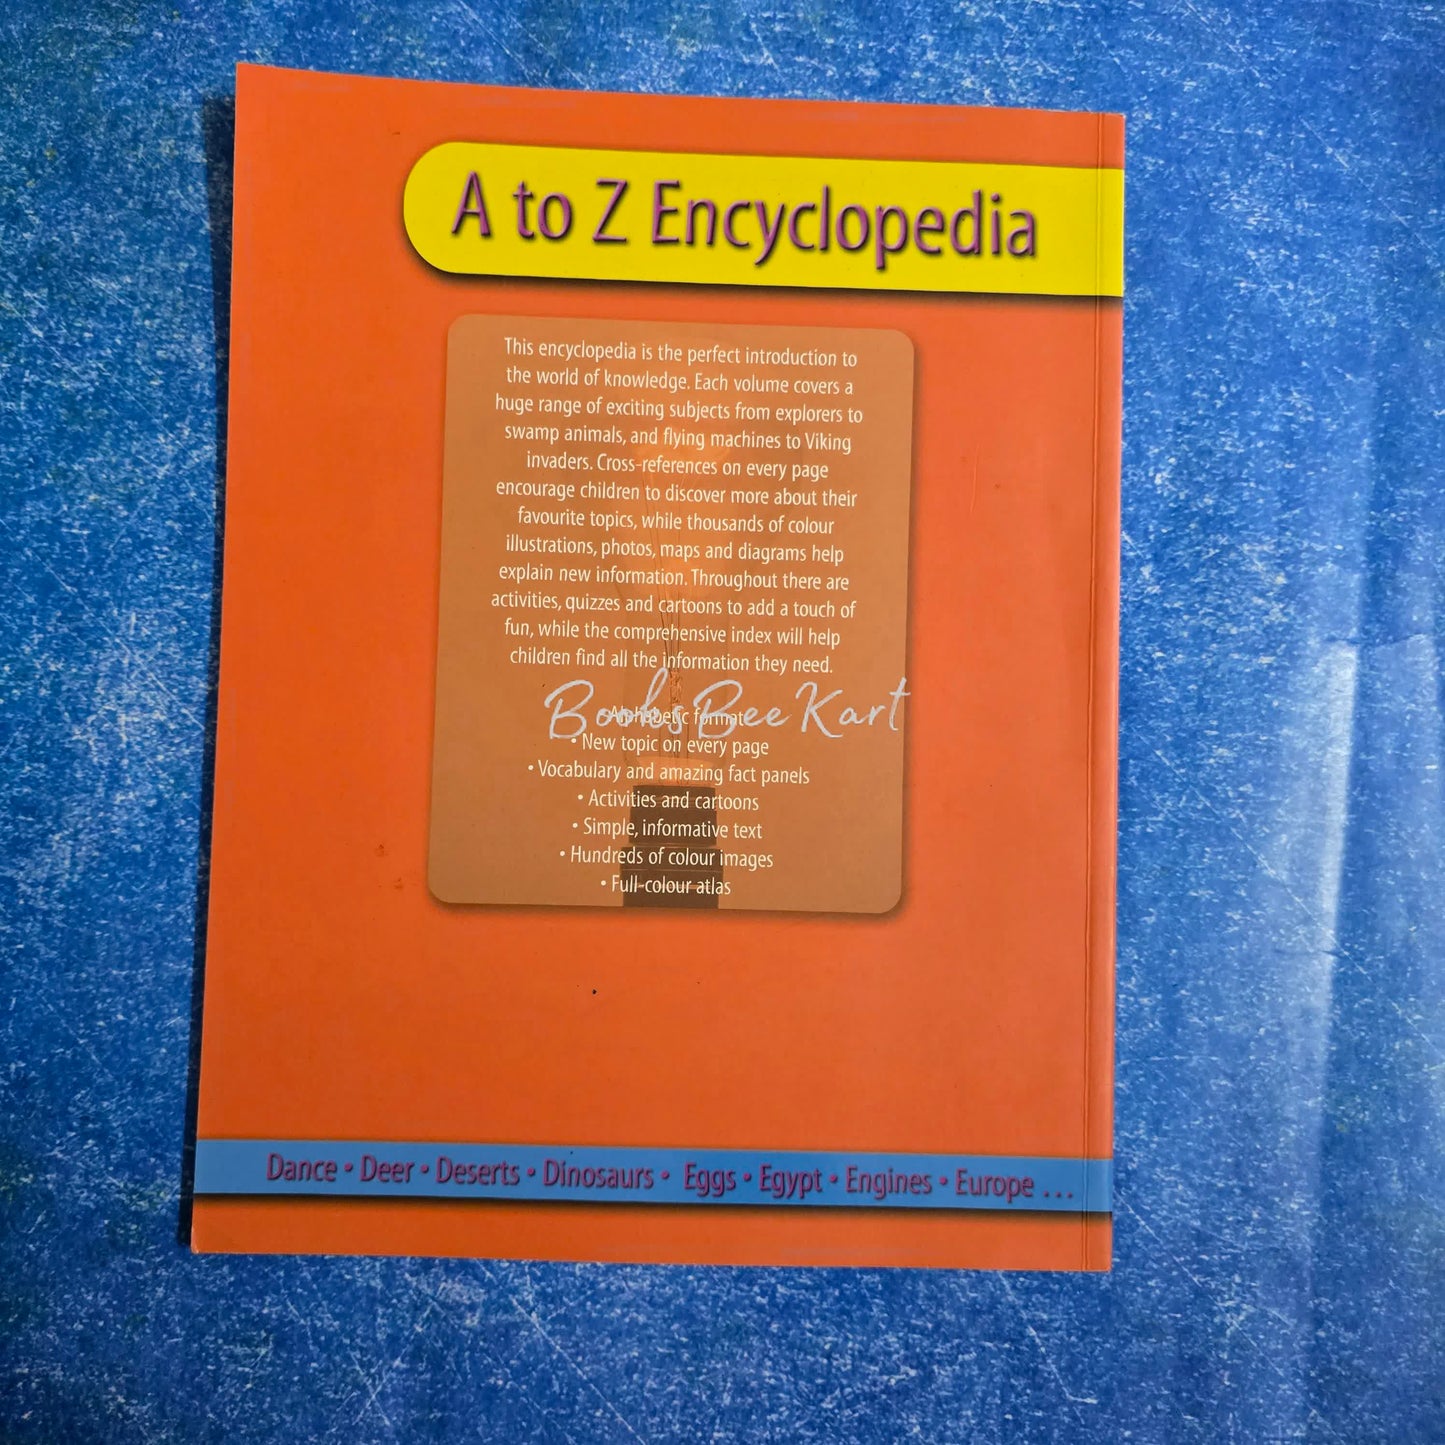 A to Z Encyclopedia
This encyclopedia is the perfect introduction to
the world of knowledge. Each volume covers a
huge range of exciting subjects from explorers to
swamp animals, and flying machines to Viking
invaders. Cross-references on every page
encourage children to discover more about their
favourite topics, while thousands of colour
illustrations, photos, maps and diagrams help
explain new information. Throughout there are
activities, quizzes and cartoons to add a touch of
fun, while the comprehensive index will help
children find all the information they need.
BooksBeeKart
• Alphabetic format
• New topic on every page
• Vocabulary and amazing fact panels
• Activities and cartoons
• Simple, informative text
• Hundreds of colour images
• Full-colour atlas
Dance • Deer • Deserts • Dinosaurs • Eggs • Egypt • Engines • Europe ...